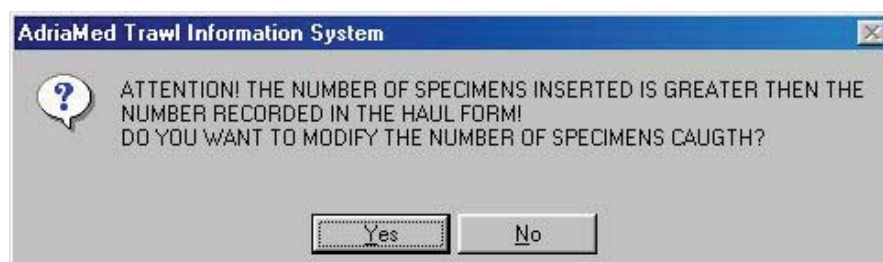 AdriaMed Trawl Information System
ATTENTION! THE NUMBER OF SPECIMENS INSERTED IS GREATER THEN THE
NUMBER RECORDED IN THE HAUL FORM!
DO YOU WANT TO MODIFY THE NUMBER OF SPECIMENS CAUGTH?
Yes No